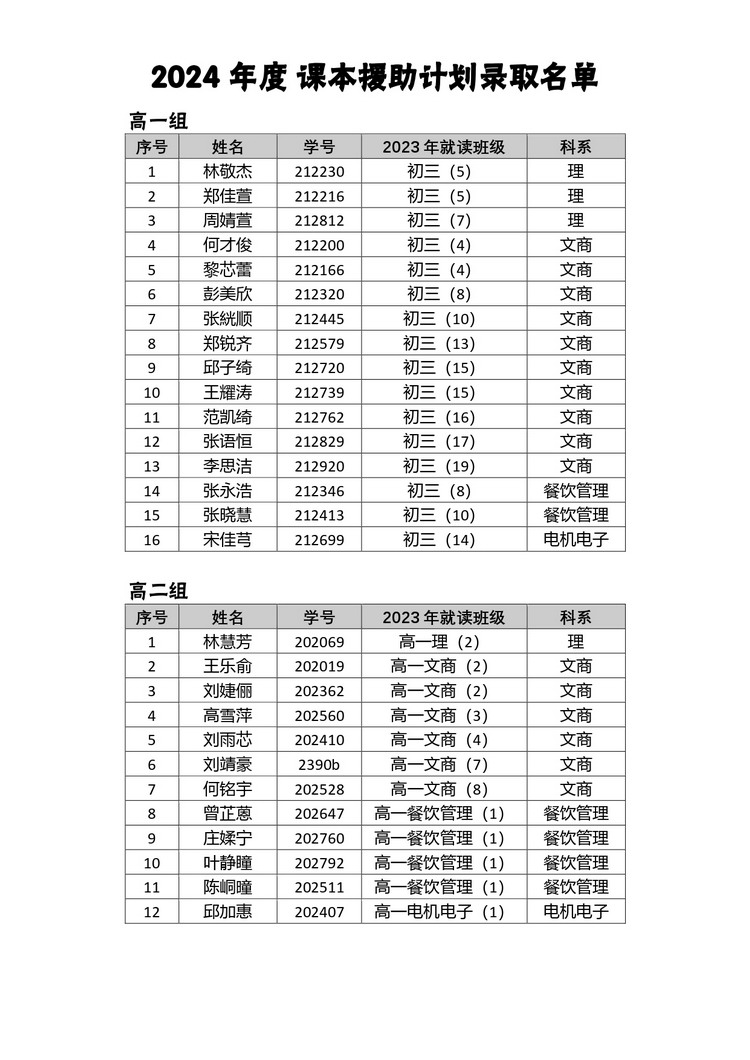 2024 年度 课本援助计划录取名单
高一组
序号 姓名 学号 2023 年就读班级 科系
1 林敬杰 212230 初三（5） 理
2 郑佳萱 212216 初三（5） 理
3 周婧萱 212812 初三（7） 理
4 何才俊 212200 初三（4） 文商
5 黎芯蕾 212166 初三（4） 文商
6 彭美欣 212320 初三（8） 文商
7 张絖顺 212445 初三（10） 文商
8 郑锐齐 212579 初三（13） 文商
9 邱子绮 212720 初三（15） 文商
10 王耀涛 212739 初三（15） 文商
11 范凯绮 212762 初三（16） 文商
12 张语恒 212829 初三（17） 文商
13 李思洁 212920 初三（19） 文商
14 张永浩 212346 初三（8） 餐饮管理
15 张晓慧 212413 初三（10） 餐饮管理
16 宋佳芎 212699 初三（14） 电机电子
高二组
序号 姓名 学号 2023 年就读班级 科系
1 林慧芳 202069 高一理（2） 理
2 王乐俞 202019 高一文商（2） 文商
3 刘婕俪 202362 高一文商（2） 文商
4 高雪萍 202560 高一文商（3） 文商
5 刘雨芯 202410 高一文商（4） 文商
6 刘靖豪 2390b 高一文商（7） 文商
7 何铭宇 202528 高一文商（8） 文商
8 曾芷蒽 202647 高一餐饮管理（1） 餐饮管理
9 庄媃宁 202760 高一餐饮管理（1） 餐饮管理
10 叶静瞳 202792 高一餐饮管理（1） 餐饮管理
11 陈峒曈 202511 高一餐饮管理（1） 餐饮管理
12 邱加惠 202407 高一电机电子（1） 电机电子